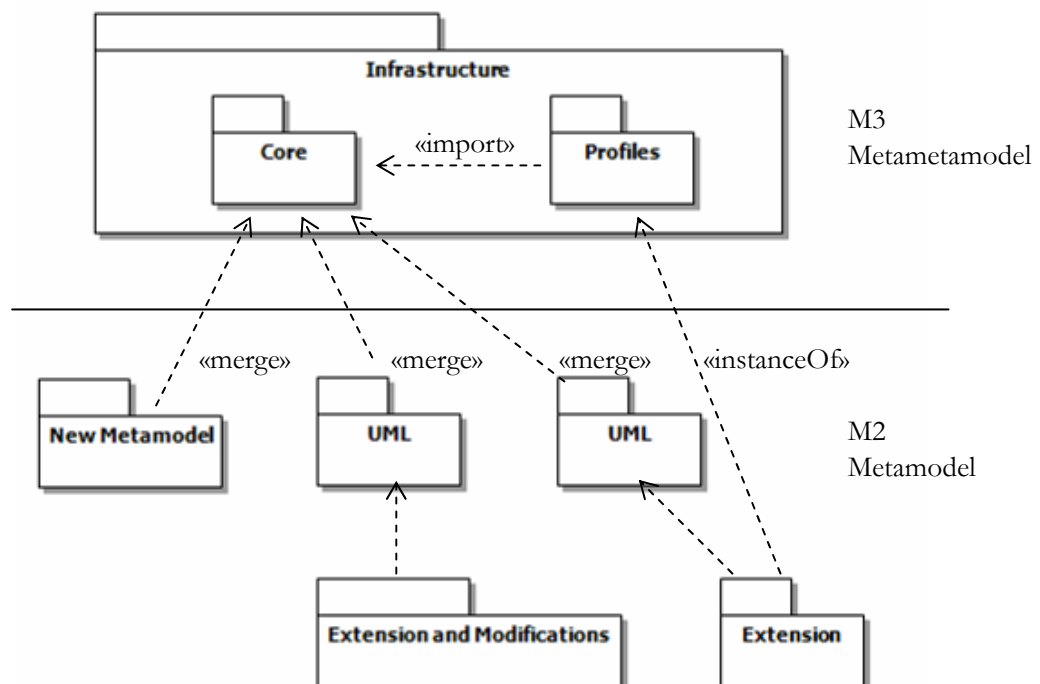 Infrastructure
M3
Metametamodel
Core
«import»
Profiles
«merge»
«merge»
«merge»
«instanceOf»
New Metamodel
UML
UML
M2
Metamodel
Extension and Modifications
Extension